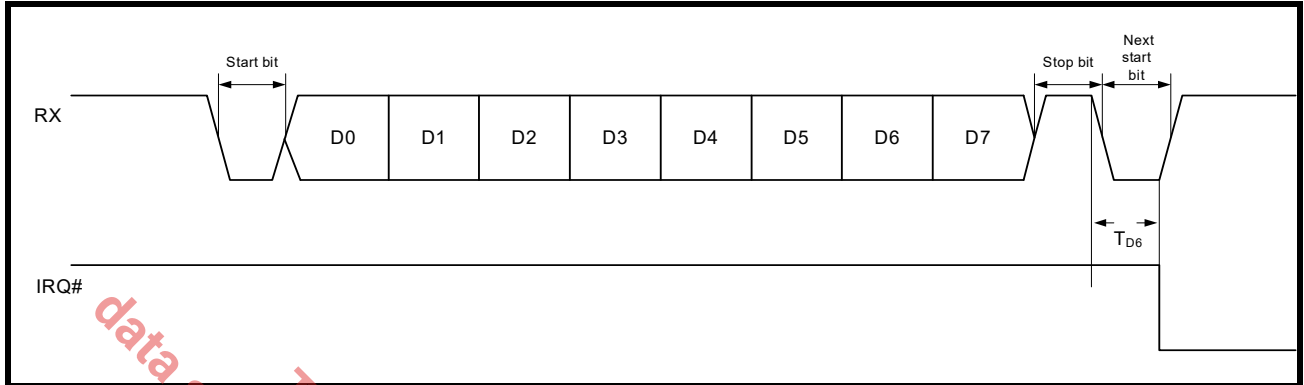 Next
start
bit
Start bit
Stop bit
RX
D0 D1 D2 D3 D4 D5 D6 D7
TD6
IRQ#
data